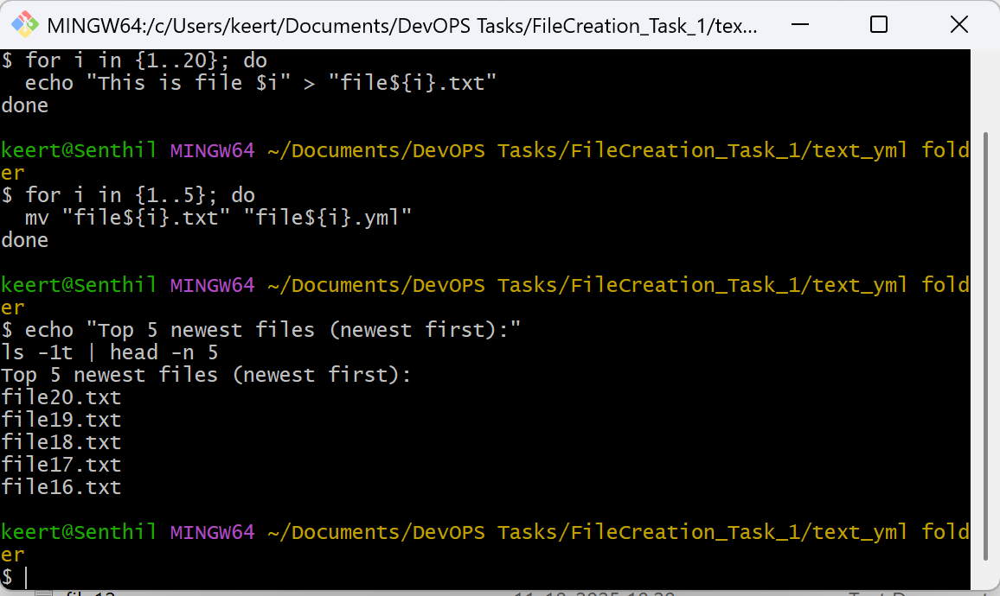 MINGW64:/c/Users/keert/Documents/DevOPS Tasks/FileCreation_Task_1/tex...
$ for i in {1..20}; do
  echo "This is file $i" > "file${i}.txt"
done
keert@Senthil MINGW64 ~/Documents/DevOPS Tasks/FileCreation_Task_1/text_yml fold
er
$ for i in {1..5}; do
  mv "file${i}.txt" "file${i}.yml"
done
keert@Senthil MINGW64 ~/Documents/DevOPS Tasks/FileCreation_Task_1/text_yml fold
er
$ echo "Top 5 newest files (newest first):"
ls -1t | head -n 5
Top 5 newest files (newest first):
file20.txt
file19.txt
file18.txt
file17.txt
file16.txt
keert@Senthil MINGW64 ~/Documents/DevOPS Tasks/FileCreation_Task_1/text_yml fold
er
$